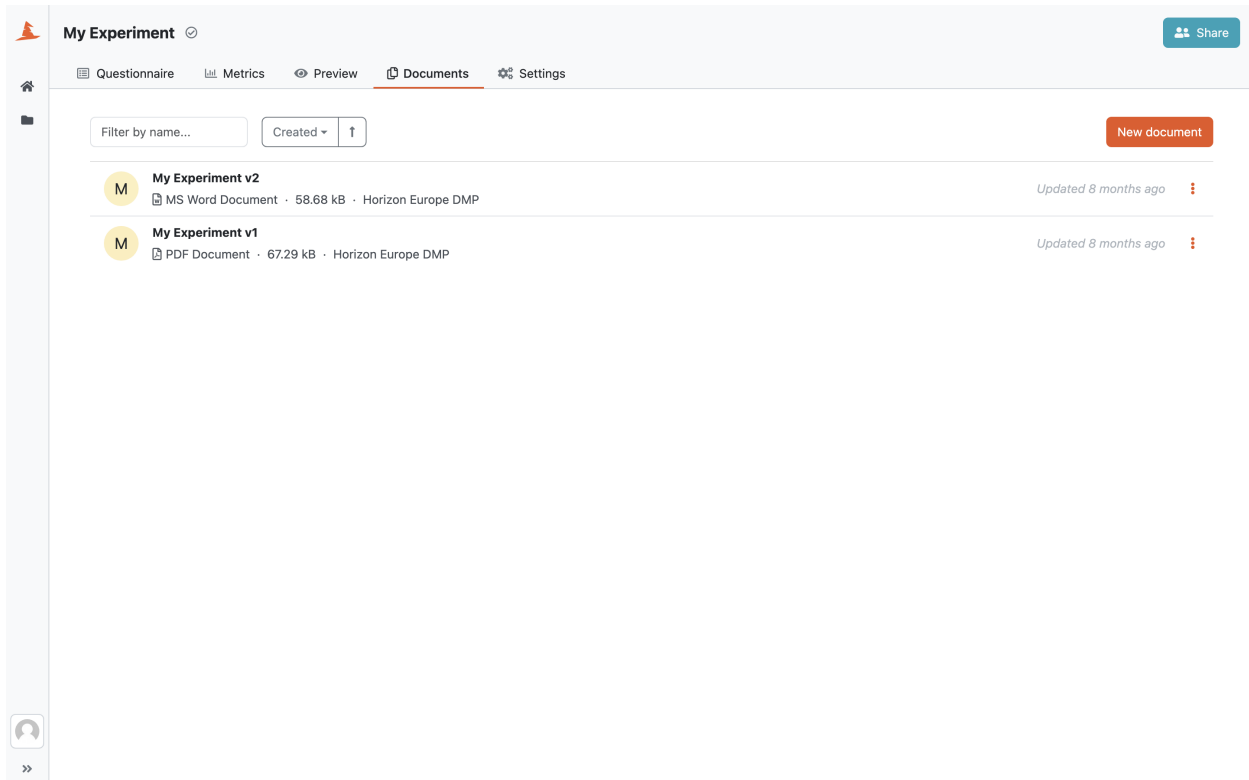 My Experiment
Share
Questionnaire Metrics Preview Documents Settings
Filter by name... Created New document
M
My Experiment v2
MS Word Document · 58.68 kB · Horizon Europe DMP
Updated 8 months ago
M
My Experiment v1
PDF Document · 67.29 kB · Horizon Europe DMP
Updated 8 months ago